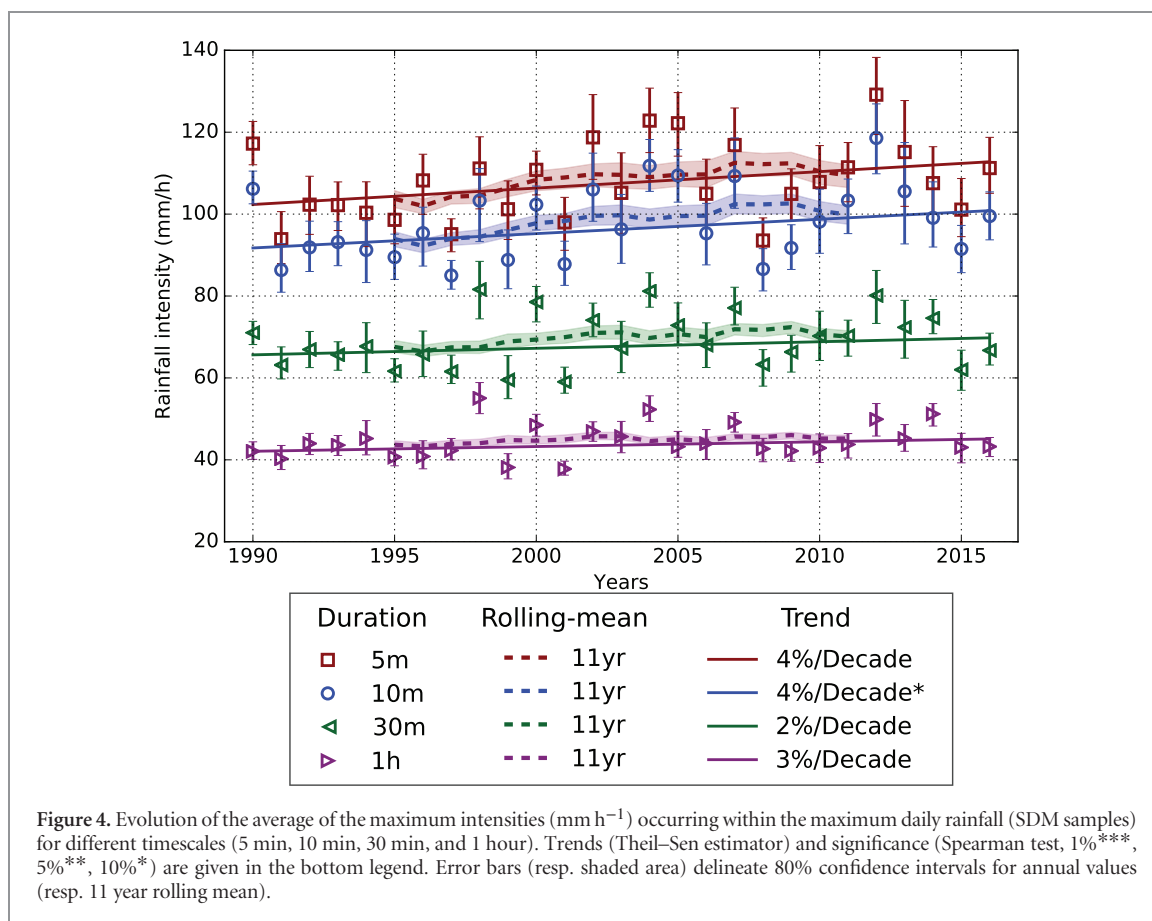 140
120
100
80
60
40
20
Rainfall intensity (mm/h)
1990 1995 2000 2005 2010 2015
Years
Duration Rolling-mean Trend
5m 11yr 4%/Decade
10m 11yr 4%/Decade*
30m 11yr 2%/Decade
1h 11yr 3%/Decade
Figure 4. Evolution of the average of the maximum intensities (mm h−1) occurring within the maximum daily rainfall (SDM samples)
for different timescales (5 min, 10 min, 30 min, and 1 hour). Trends (Theil–Sen estimator) and significance (Spearman test, 1%***,
5%**, 10%*) are given in the bottom legend. Error bars (resp. shaded area) delineate 80% confidence intervals for annual values
(resp. 11 year rolling mean).